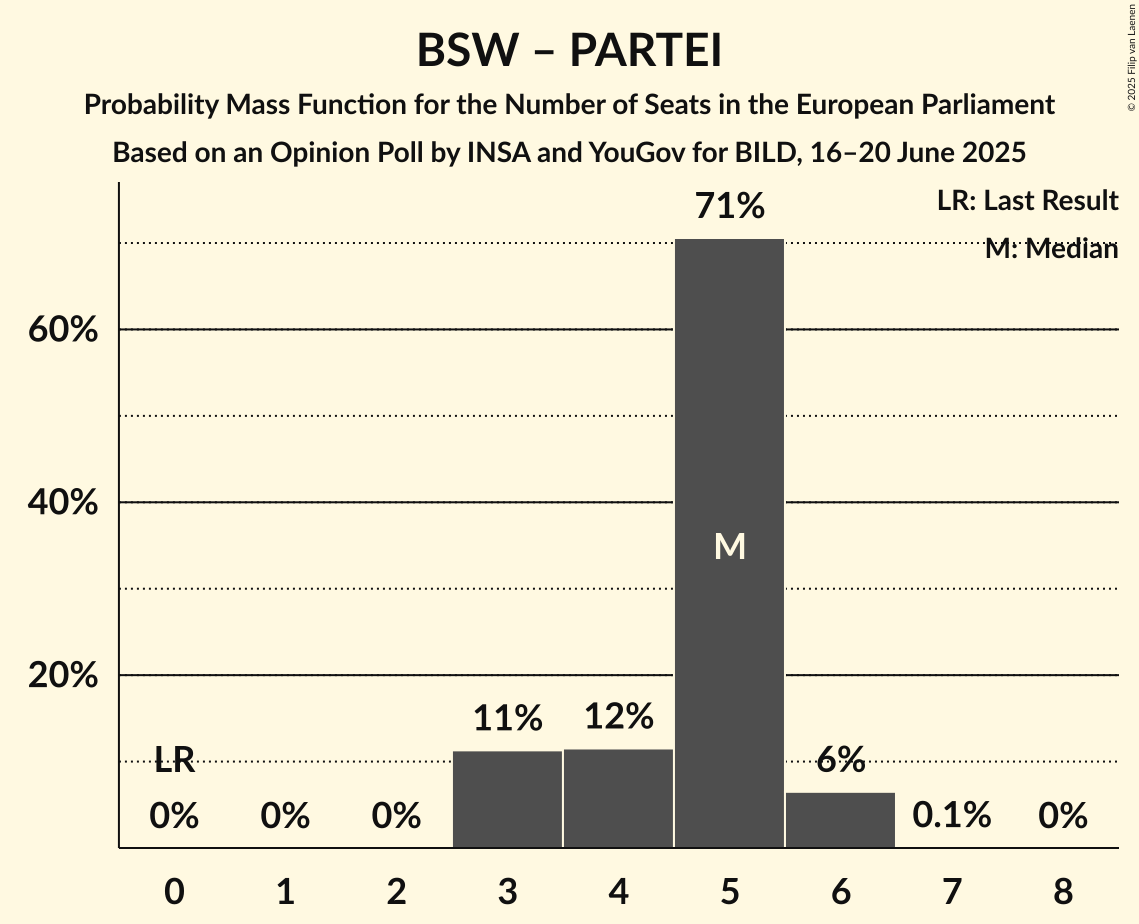 BSW – PARTEI
Probability Mass Function for the Number of Seats in the European Parliament
Based on an Opinion Poll by INSA and YouGov for BILD, 16–20 June 2025
© 2025 Filip van Laenen
LR: Last Result
M: Median
71%
60%
40%
M
20%
11%
12%
LR
6%
0%
0%
0%
0.1%
0%
0 1 2 3 4 5 6 7 8